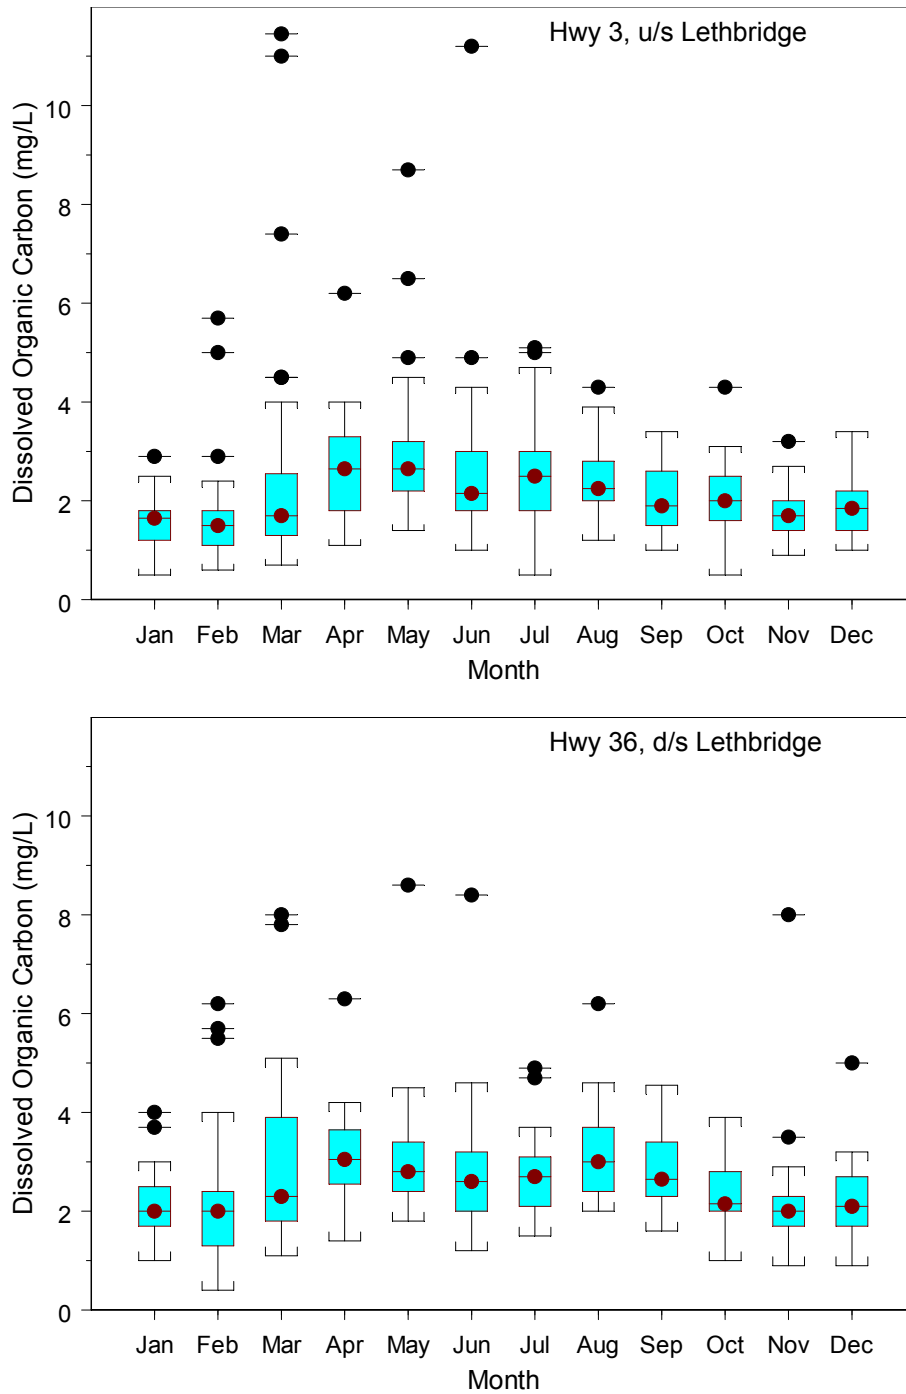 Hwy 3, u/s Lethbridge
Dissolved Organic Carbon (mg/L)
10
8
6
4
2
0
Jan Feb Mar Apr May Jun Jul Aug Sep Oct Nov Dec
Month
Hwy 36, d/s Lethbridge
Dissolved Organic Carbon (mg/L)
10
8
6
4
2
0
Jan Feb Mar Apr May Jun Jul Aug Sep Oct Nov Dec
Month